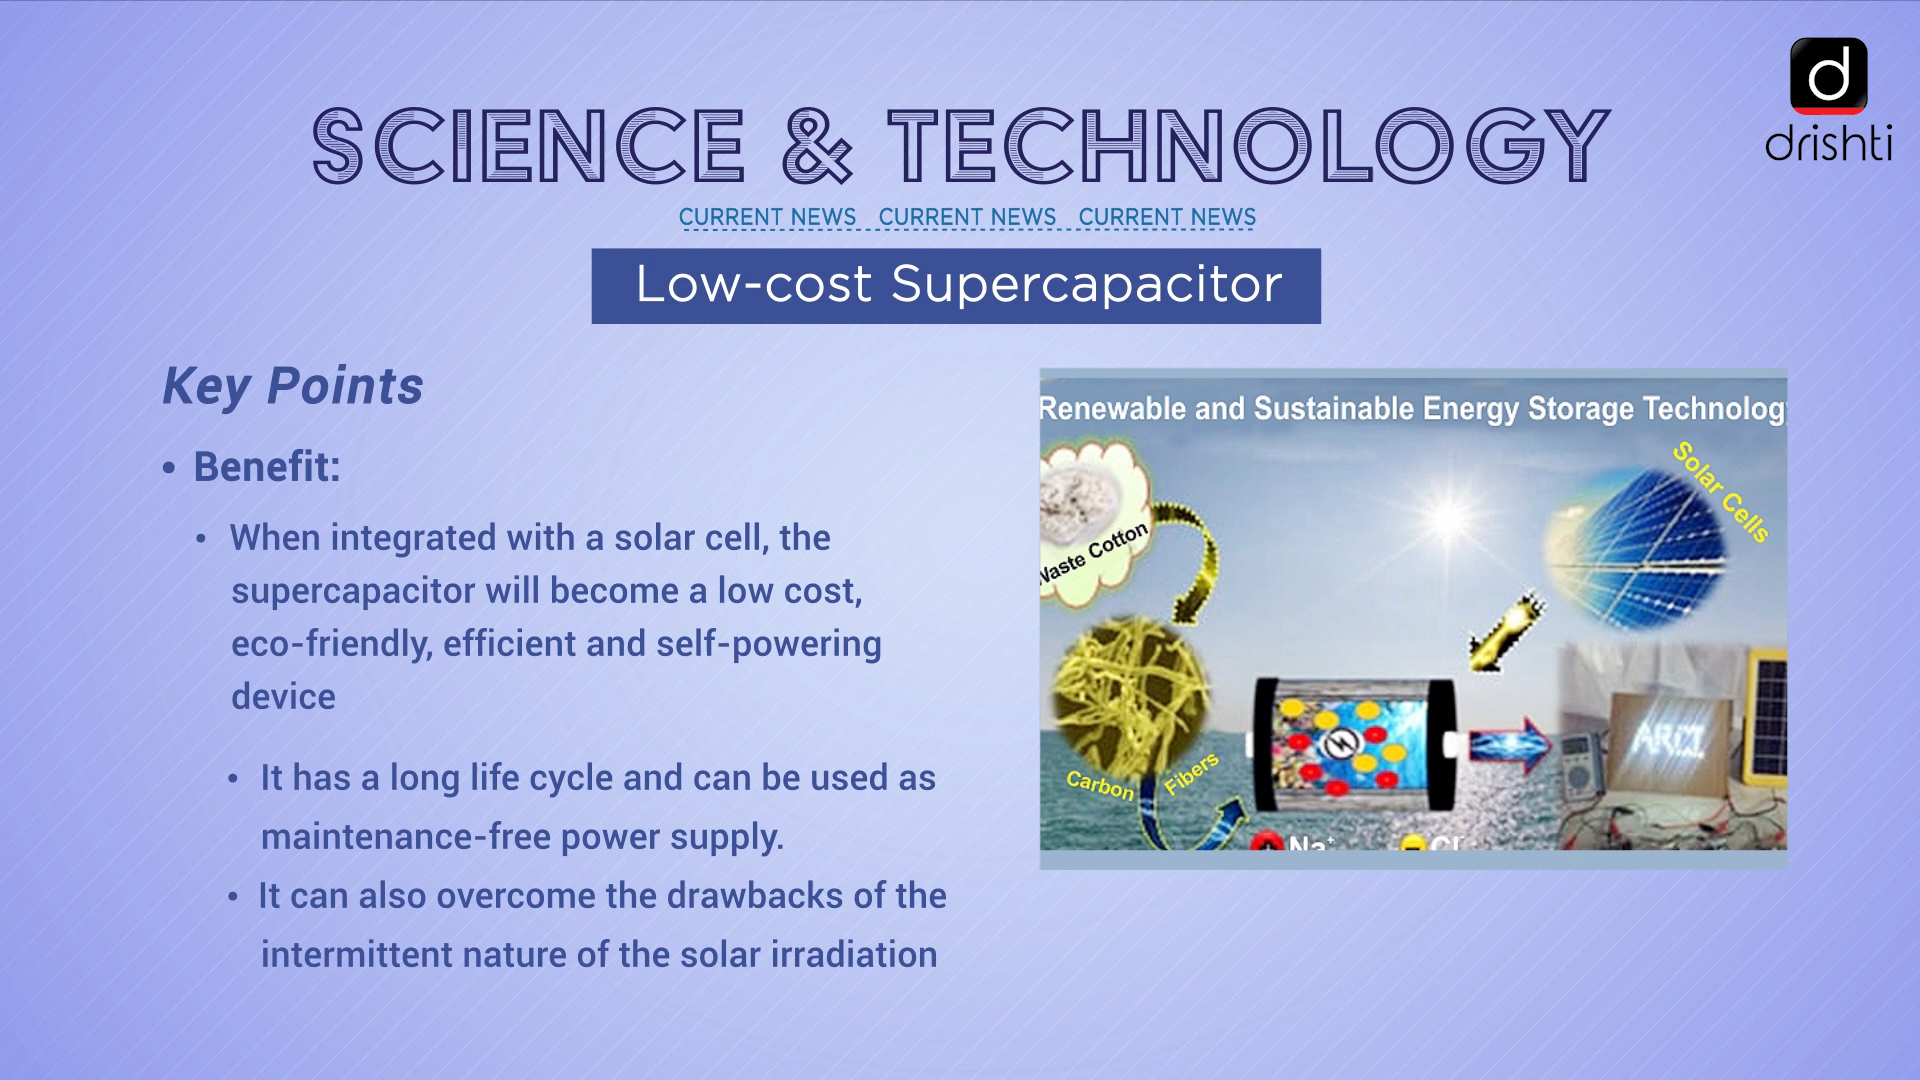 d
drishti
SCIENCE & TECHNOLOGY
CURRENT NEWS CURRENT NEWS CURRENT NEWS
Low-cost Supercapacitor
Key Points
• Benefit:
• When integrated with a solar cell, the
supercapacitor will become a low cost,
eco-friendly, efficient and self-powering
device
• It has a long life cycle and can be used as
maintenance-free power supply.
• It can also overcome the drawbacks of the
intermittent nature of the solar irradiation
Renewable and Sustainable Energy Storage Technolog
Solar Cells
Waste Cotton
ARCI
Carbon Fibers
+ Na+
− Cl−